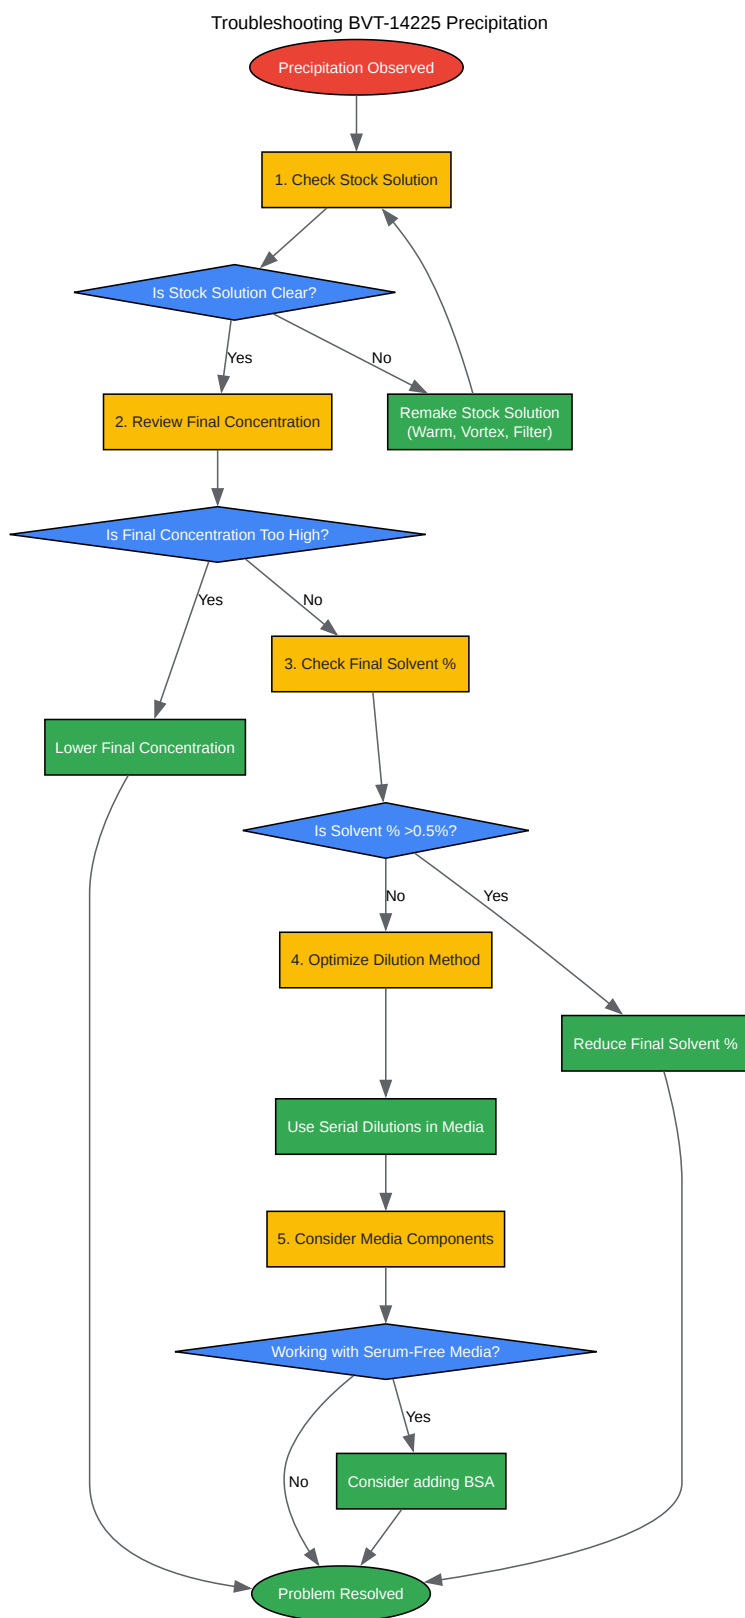 Troubleshooting BVT-14225 Precipitation
Precipitation Observed
1. Check Stock Solution
Is Stock Solution Clear?
Yes
No
2. Review Final Concentration
Remake Stock Solution
(Warm, Vortex, Filter)
Is Final Concentration Too High?
Yes
No
3. Check Final Solvent %
Lower Final Concentration
Is Solvent % >0.5%?
No
Yes
4. Optimize Dilution Method
Reduce Final Solvent %
Use Serial Dilutions in Media
5. Consider Media Components
Working with Serum-Free Media?
Yes
No
Consider adding BSA
Problem Resolved